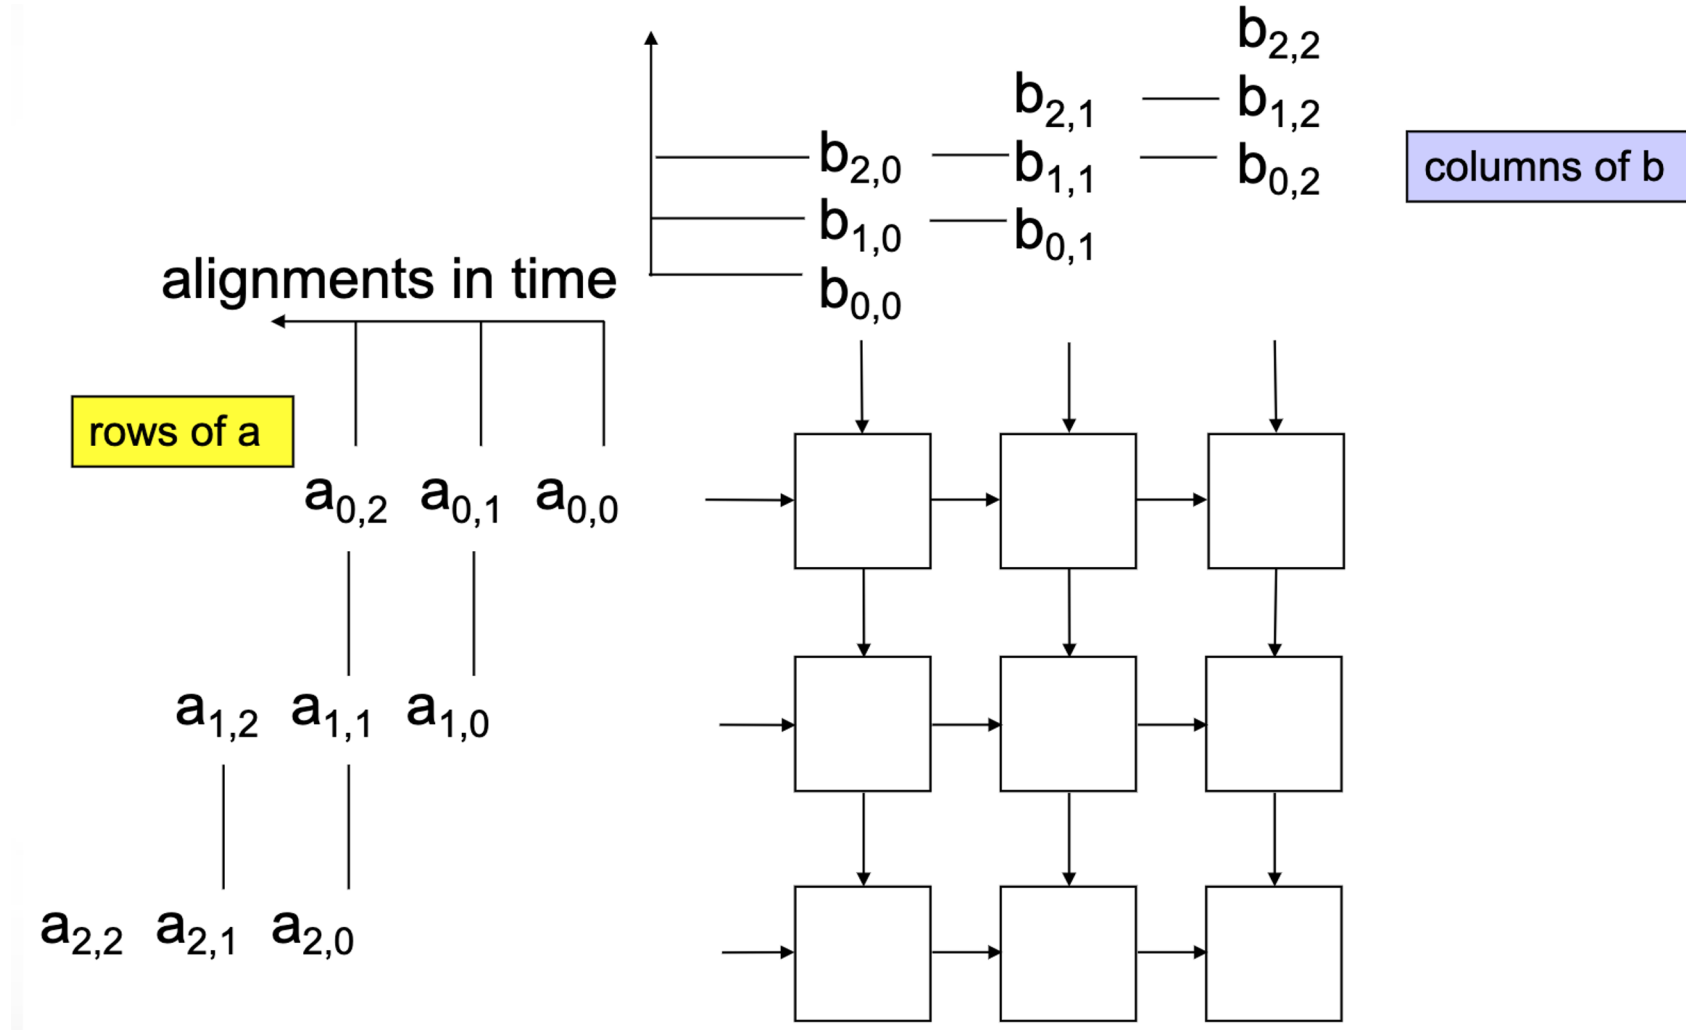 b2,2
b2,1 b1,2
b2,0 b1,1 b0,2
columns of b
b1,0 b0,1
b0,0
alignments in time
rows of a
a0,2 a0,1 a0,0
a1,2 a1,1 a1,0
a2,2 a2,1 a2,0